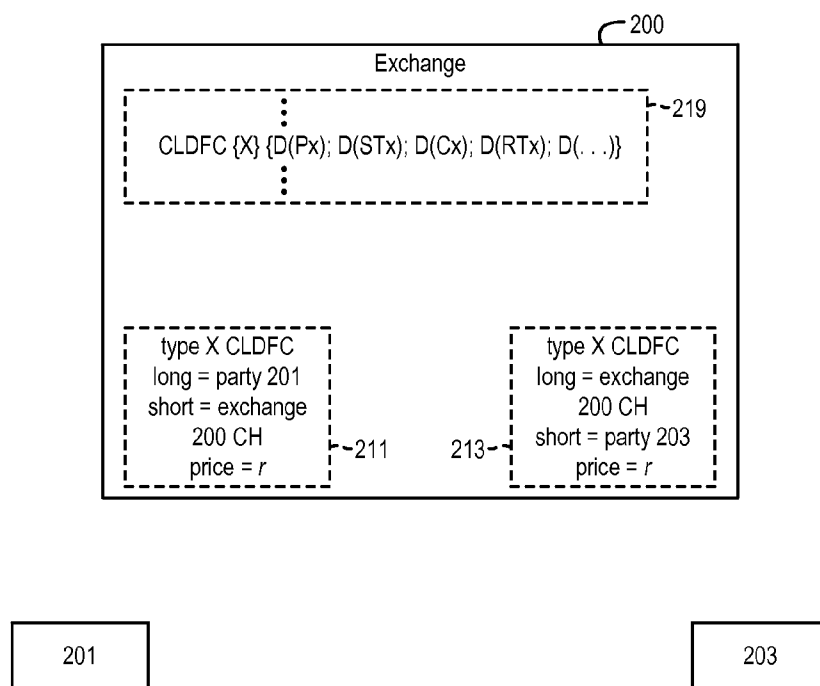 200
Exchange
219
CLDFC {X} {D(Px); D(STx); D(Cx); D(RTx); D(. . .)}
type X CLDFC
long = party 201
short = exchange
200 CH
price = r
211
213
type X CLDFC
long = exchange
200 CH
short = party 203
price = r
201
203